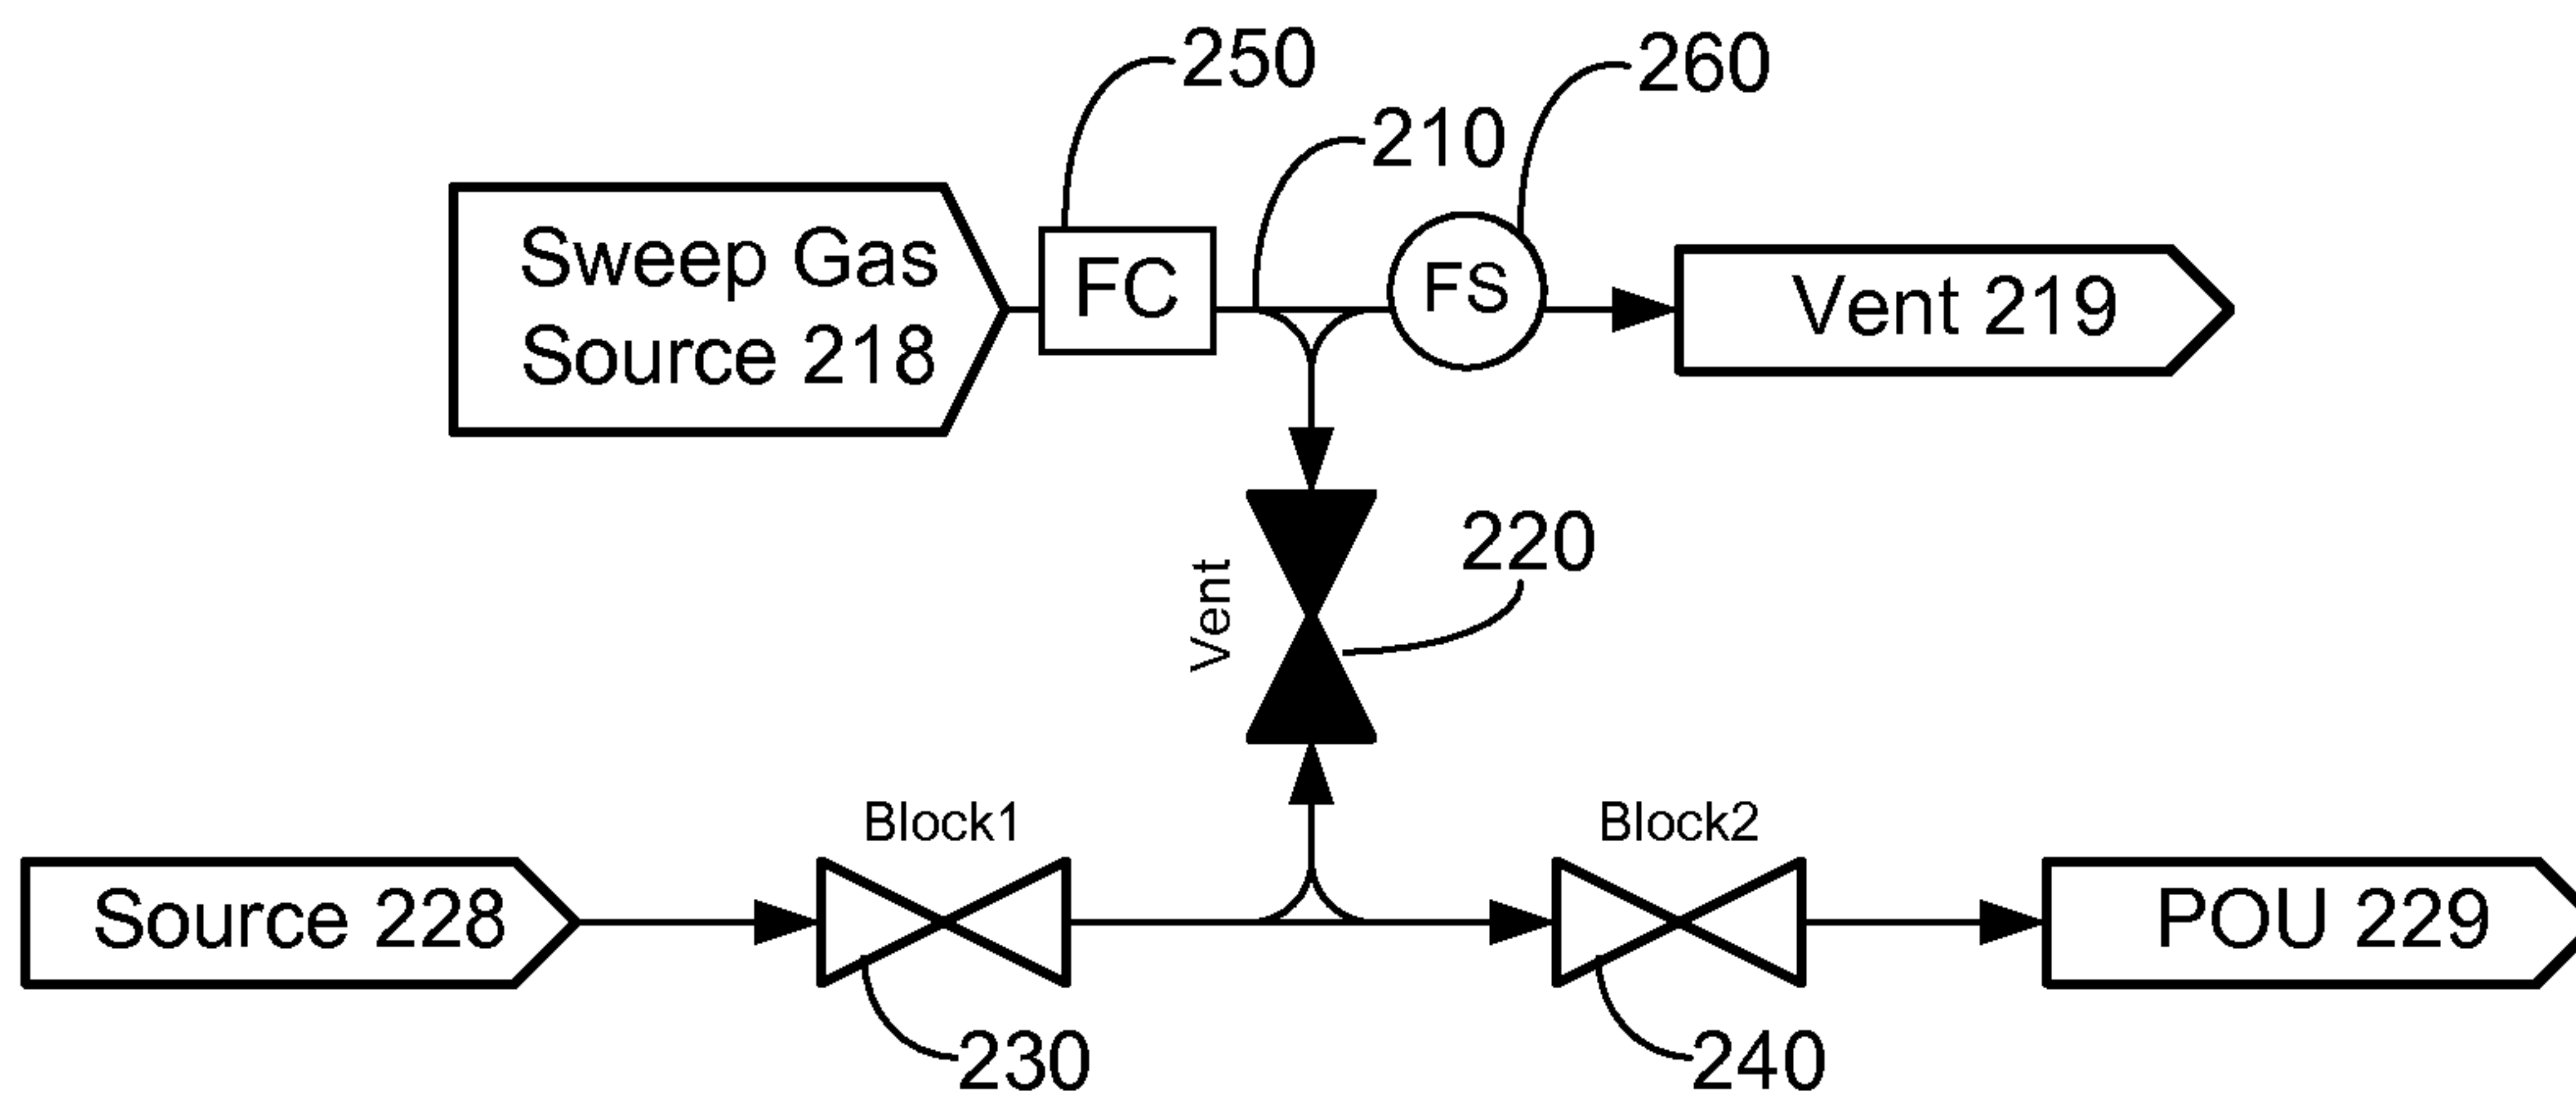 250
260
210
Sweep Gas
Source 218
FC
FS
Vent 219
220
Vent
Block1
Block2
Source 228
POU 229
230
240